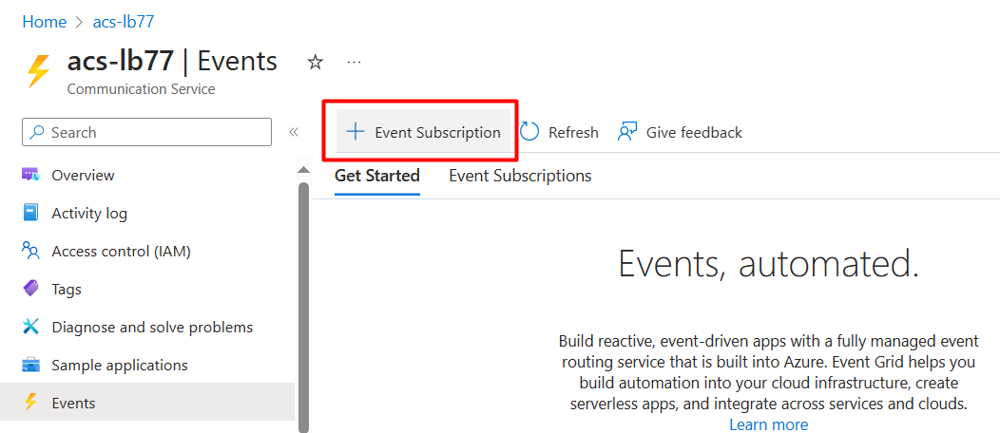 Home > acs-lb77
acs-lb77 | Events
Communication Service
Search
Overview
Activity log
Access control (IAM)
Tags
Diagnose and solve problems
Sample applications
Events
Event Subscription
Refresh
Give feedback
Get Started
Event Subscriptions
Events, automated.
Build reactive, event-driven apps with a fully managed event
routing service that is built into Azure. Event Grid helps you
build automation into your cloud infrastructure, create
serverless apps, and integrate across services and clouds.
Learn more